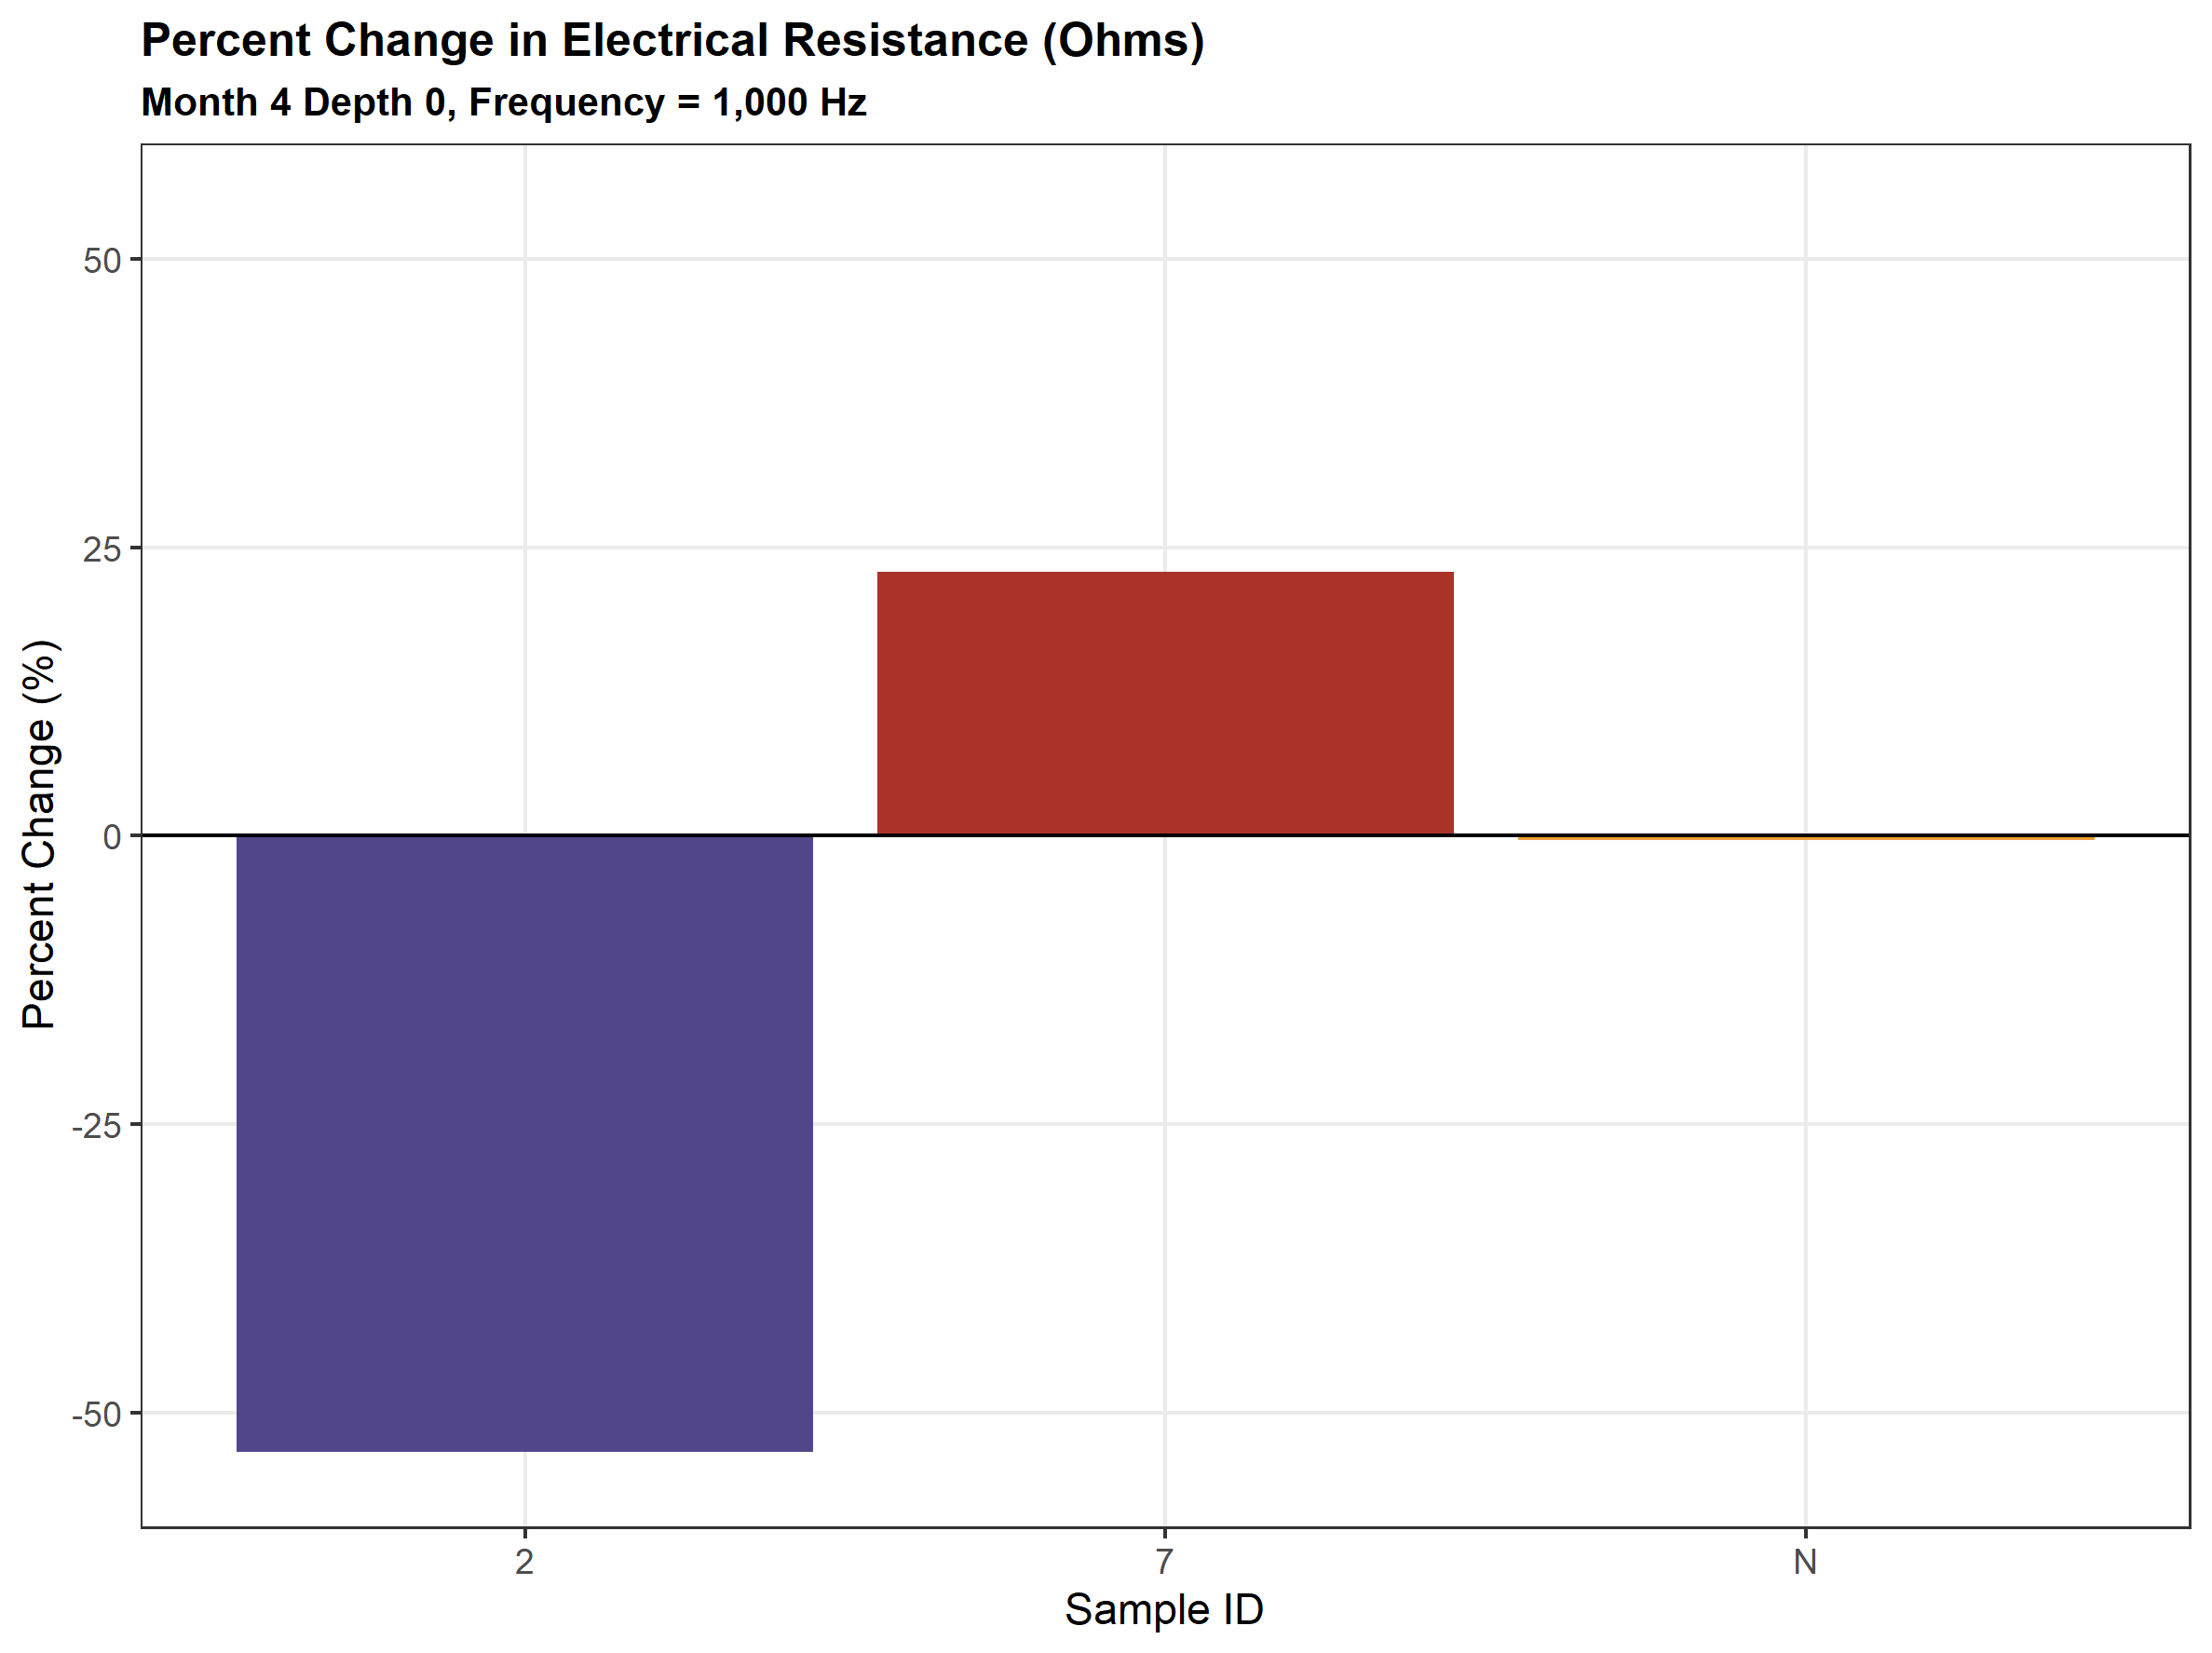 Percent Change in Electrical Resistance (Ohms)
Month 4 Depth 0, Frequency = 1,000 Hz
Percent Change (%)
50
25
0
-25
-50
2
7
N
Sample ID